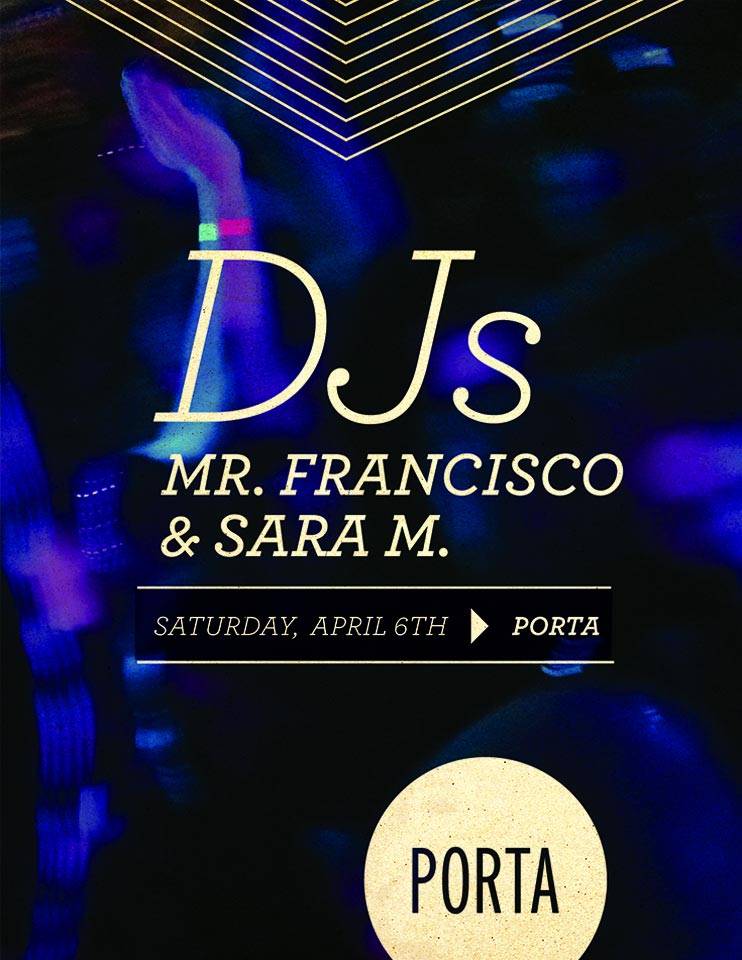 DJs
MR. FRANCISCO
& SARA M.
SATURDAY, APRIL 6TH PORTA
PORTA